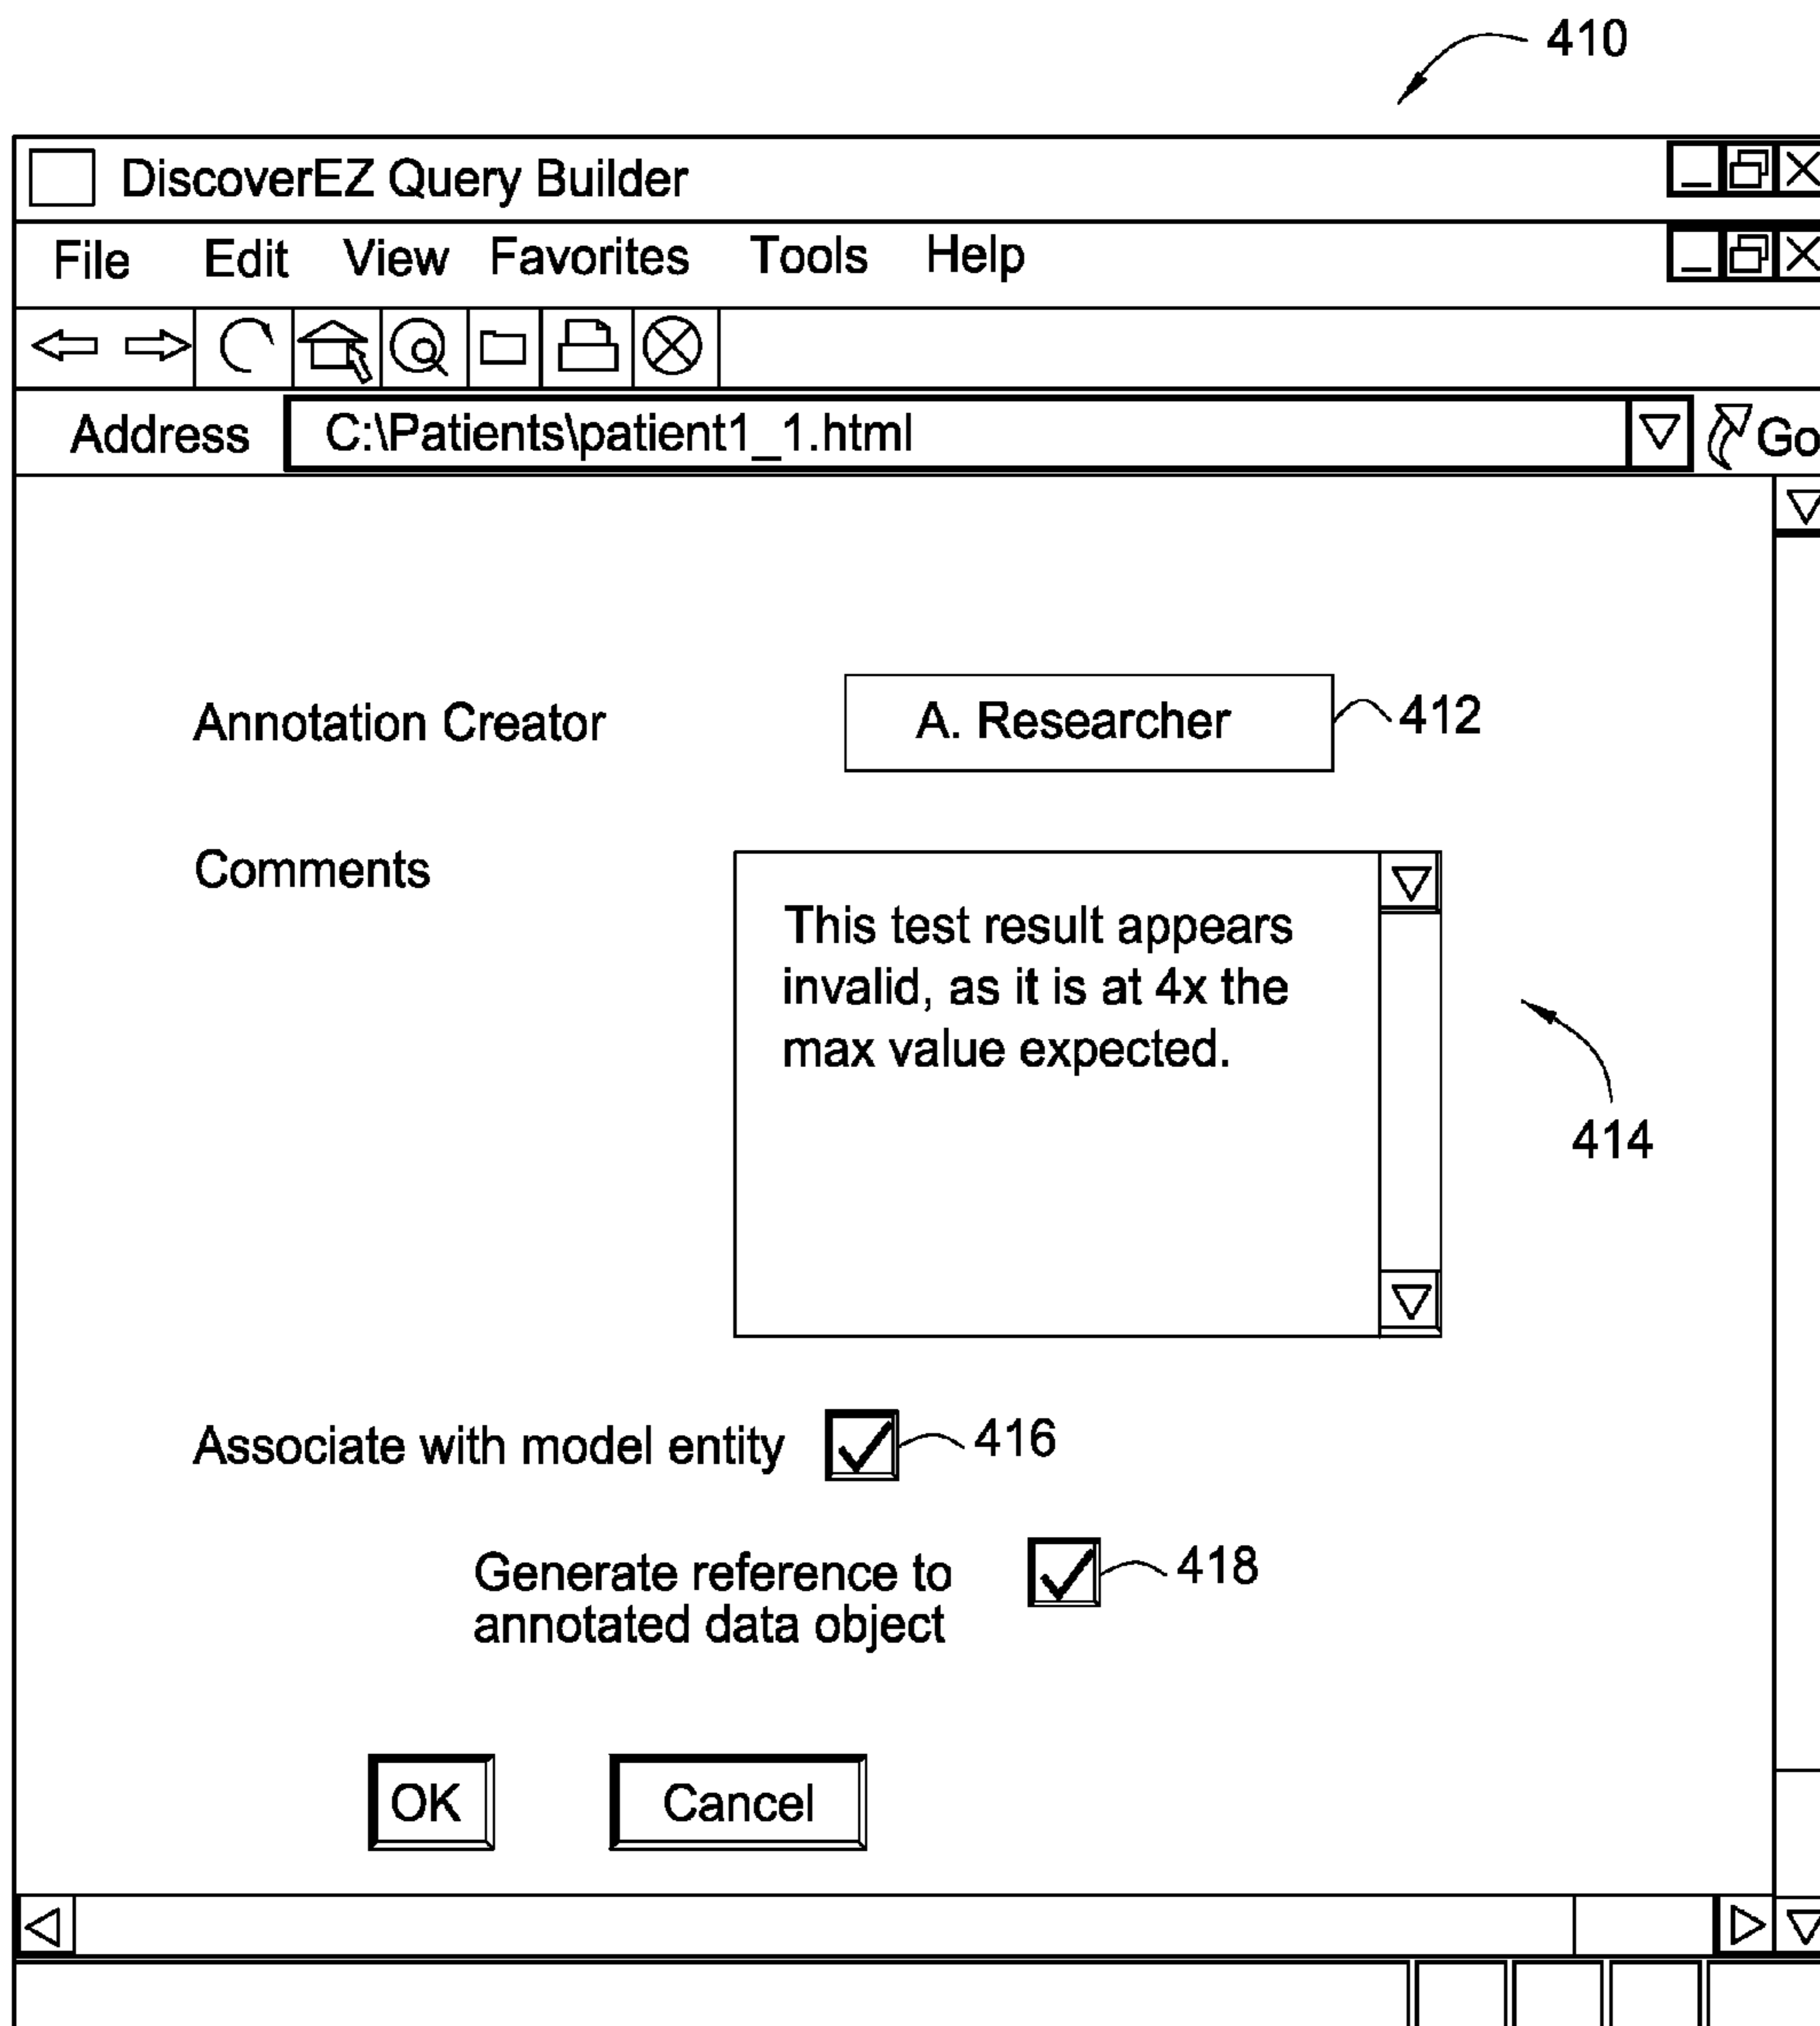 410
DiscoverEZ Query Builder
File Edit View Favorites Tools Help
Address C:\Patients\patient1_1.html Go
Annotation Creator A. Researcher 412
Comments
This test result appears
invalid, as it is at 4x the
max value expected.
414
Associate with model entity 416
Generate reference to 418
annotated data object
OK Cancel